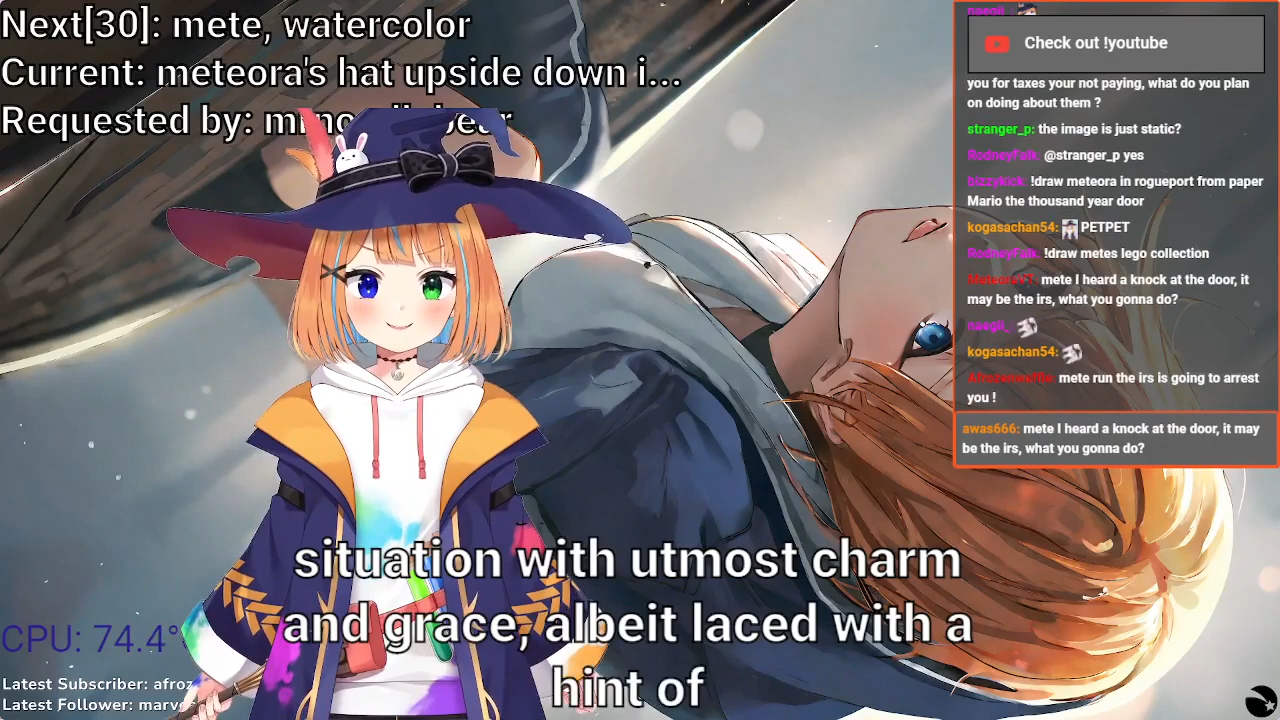 Next[30]: mete, watercolor
Current: meteora's hat upside down i...
Requested by:
naegii_
Check out !youtube
you for taxes your not paying, what do you plan
on doing about them ?
stranger_p: the image is just static?
RodneyFalk: @stranger_p yes
bizzykick: !draw meteora in rogueport from paper
Mario the thousand year door
kogasachan54: PETPET
RodneyFalk: !draw metes lego collection
mete I heard a knock at the door, it
may be the irs, what you gonna do?
naegii_
kogasachan54:
mete run the irs is going to arrest
you !
awas666: mete I heard a knock at the door, it may
be the irs, what you gonna do?
situation with utmost charm
and grace, albeit laced with a
hint of
CPU: 74.4°
Latest Subscriber: afroz
Latest Follower: marv